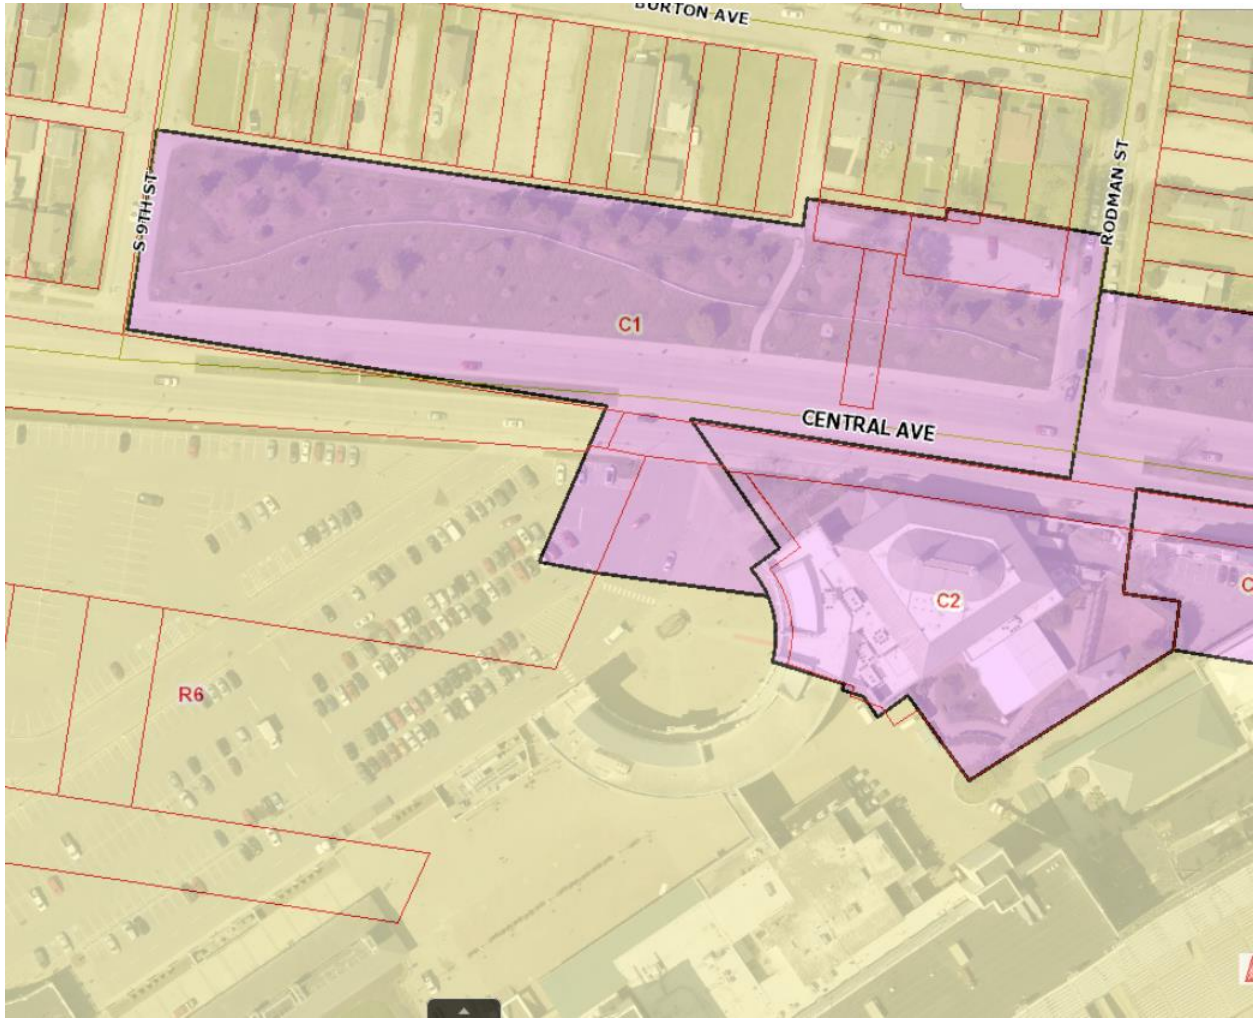 BURTON AVE
S 9TH ST
RODMAN ST
C1
CENTRAL AVE
C2
C
R6